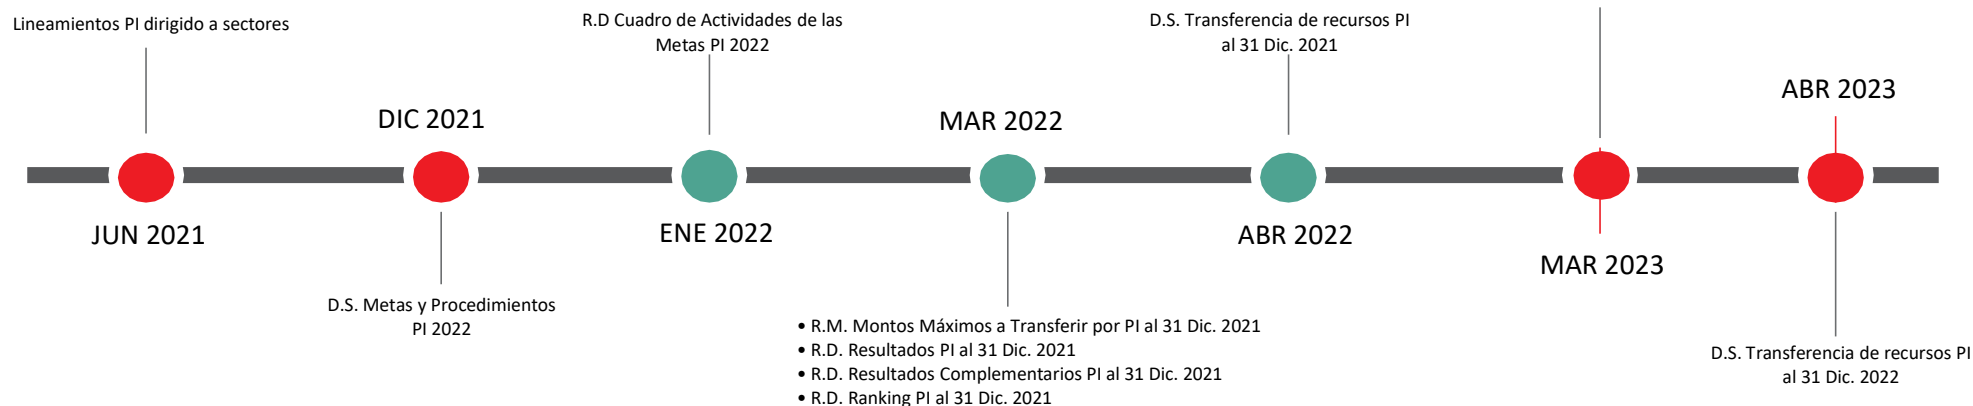 Lineamientos PI dirigido a sectores
JUN 2021
DIC 2021
D.S. Metas y Procedimientos
PI 2022
R.D Cuadro de Actividades de las
Metas PI 2022
ENE 2022
MAR 2022
• R.M. Montos Máximos a Transferir por PI al 31 Dic. 2021
• R.D. Resultados PI al 31 Dic. 2021
• R.D. Resultados Complementarios PI al 31 Dic. 2021
• R.D. Ranking PI al 31 Dic. 2021
D.S. Transferencia de recursos PI
al 31 Dic. 2021
ABR 2022
MAR 2023
ABR 2023
D.S. Transferencia de recursos PI
al 31 Dic. 2022